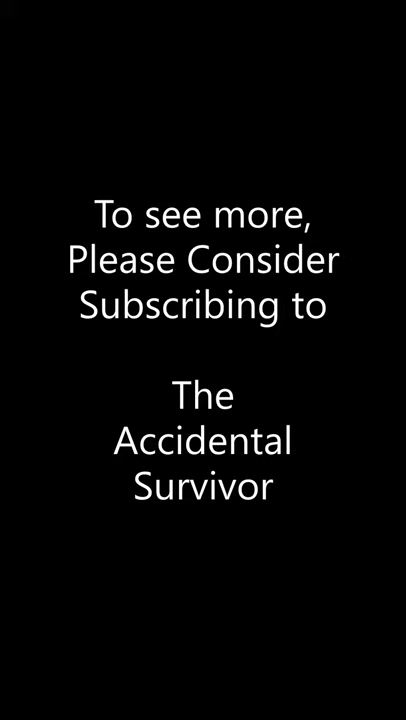 To see more,
Please Consider
Subscribing to
The
Accidental
Survivor